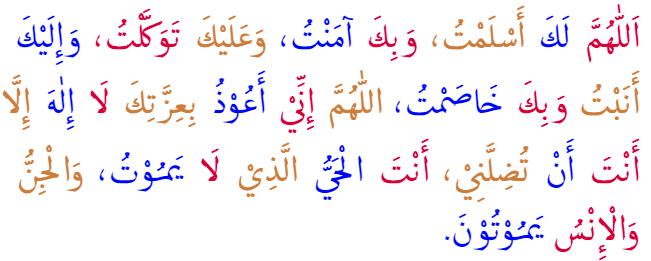 اَللّٰهُمَّ لَكَ أَسْلَمْتُ، وَبِكَ آمَنْتُ، وَعَلَيْكَ تَوَكَّلْتُ، وَإِلَيْكَ
أَنَبْتُ وَبِكَ خَاصَمْتُ، اللّٰهُمَّ إِنِّيْ أَعُوْذُ بِعِزَّتِكَ لَا إِلٰهَ إِلَّا
أَنْتَ أَنْ تُضِلَّنِيْ، أَنْتَ الْحَيُّ الَّذِيْ لَا يَمُوْتُ، وَالْجِنُّ
وَالْإِنْسُ يَمُوْتُوْنَ.